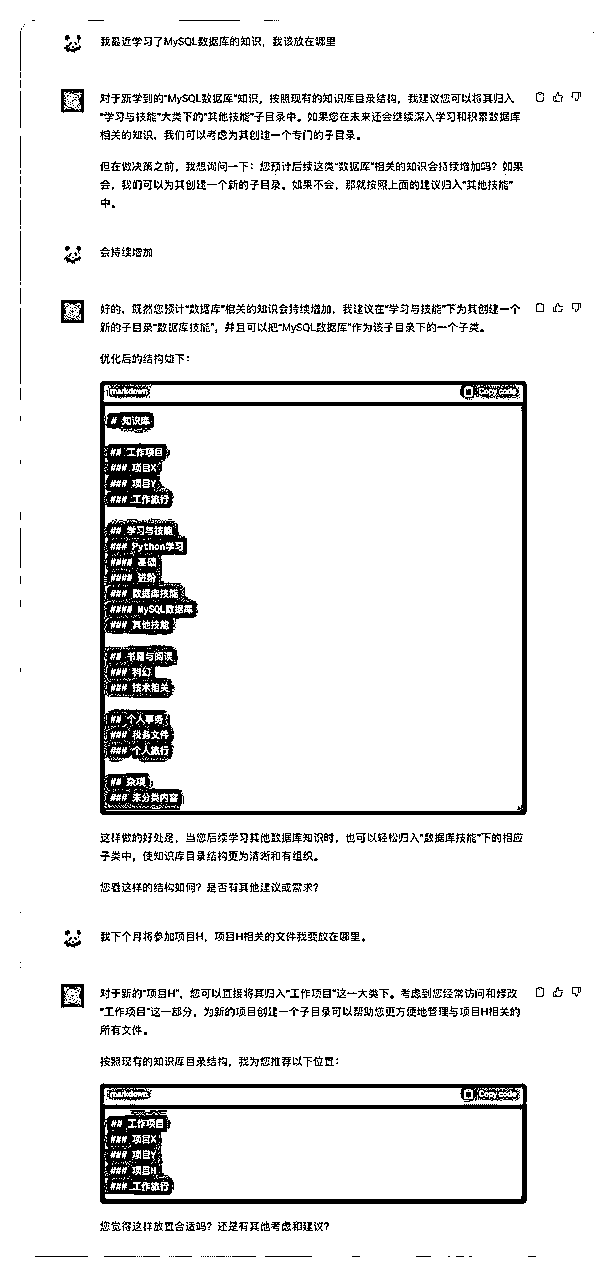 我最近学习了MySQL数据库的知识，我该放在哪里
对于新学到的“MySQL数据库”知识，按照现有的知识库目录结构，我建议您可以将其归入
“学习与技能”大类下的“其他技能”子目录中。如果您在未来还会继续深入学习和积累数据库
相关的知识，我们可以考虑为其创建一个专门的子目录。
但在做决策之前，我想询问一下：您预计后续这类“数据库”相关的知识会持续增加吗？如果
会，我们可以为其创建一个新的子目录。如果不会，那就按照上面的建议归入“其他技能”
中。
会持续增加
好的，既然您预计“数据库”相关的知识会持续增加，我建议在“学习与技能”下为其创建一个
新的子目录“数据库技能”，并且可以把“MySQL数据库”作为该子目录下的一个子类。
优化后的结构如下：
markdown Copy code
# 知识库
## 工作项目
### 项目X
### 项目Y
### 工作旅行
## 学习与技能
### Python学习
#### 基础
#### 进阶
### 数据库技能
#### MySQL数据库
### 其他技能
## 书籍与阅读
### 科幻
### 技术相关
## 个人事务
### 税务文件
### 个人旅行
## 杂项
### 未分类内容
这样做的好处是，当您后续学习其他数据库知识时，也可以轻松归入“数据库技能”下的相应
子类中，使知识库目录结构更为清晰和有组织。
您看这样的结构如何？是否有其他建议或需求？
我下个月将参加项目H，项目H相关的文件我要放在哪里。
对于新的“项目H”，您可以直接将其归入“工作项目”这一大类下。考虑到您经常访问和修改
“工作项目”这一部分，为新的项目创建一个子目录可以帮助您更方便地管理与项目H相关的
所有文件。
按照现有的知识库目录结构，我为您推荐以下位置：
markdown Copy code
## 工作项目
### 项目X
### 项目Y
### 项目H
### 工作旅行
您觉得这样放置合适吗？还是有其他考虑和建议？